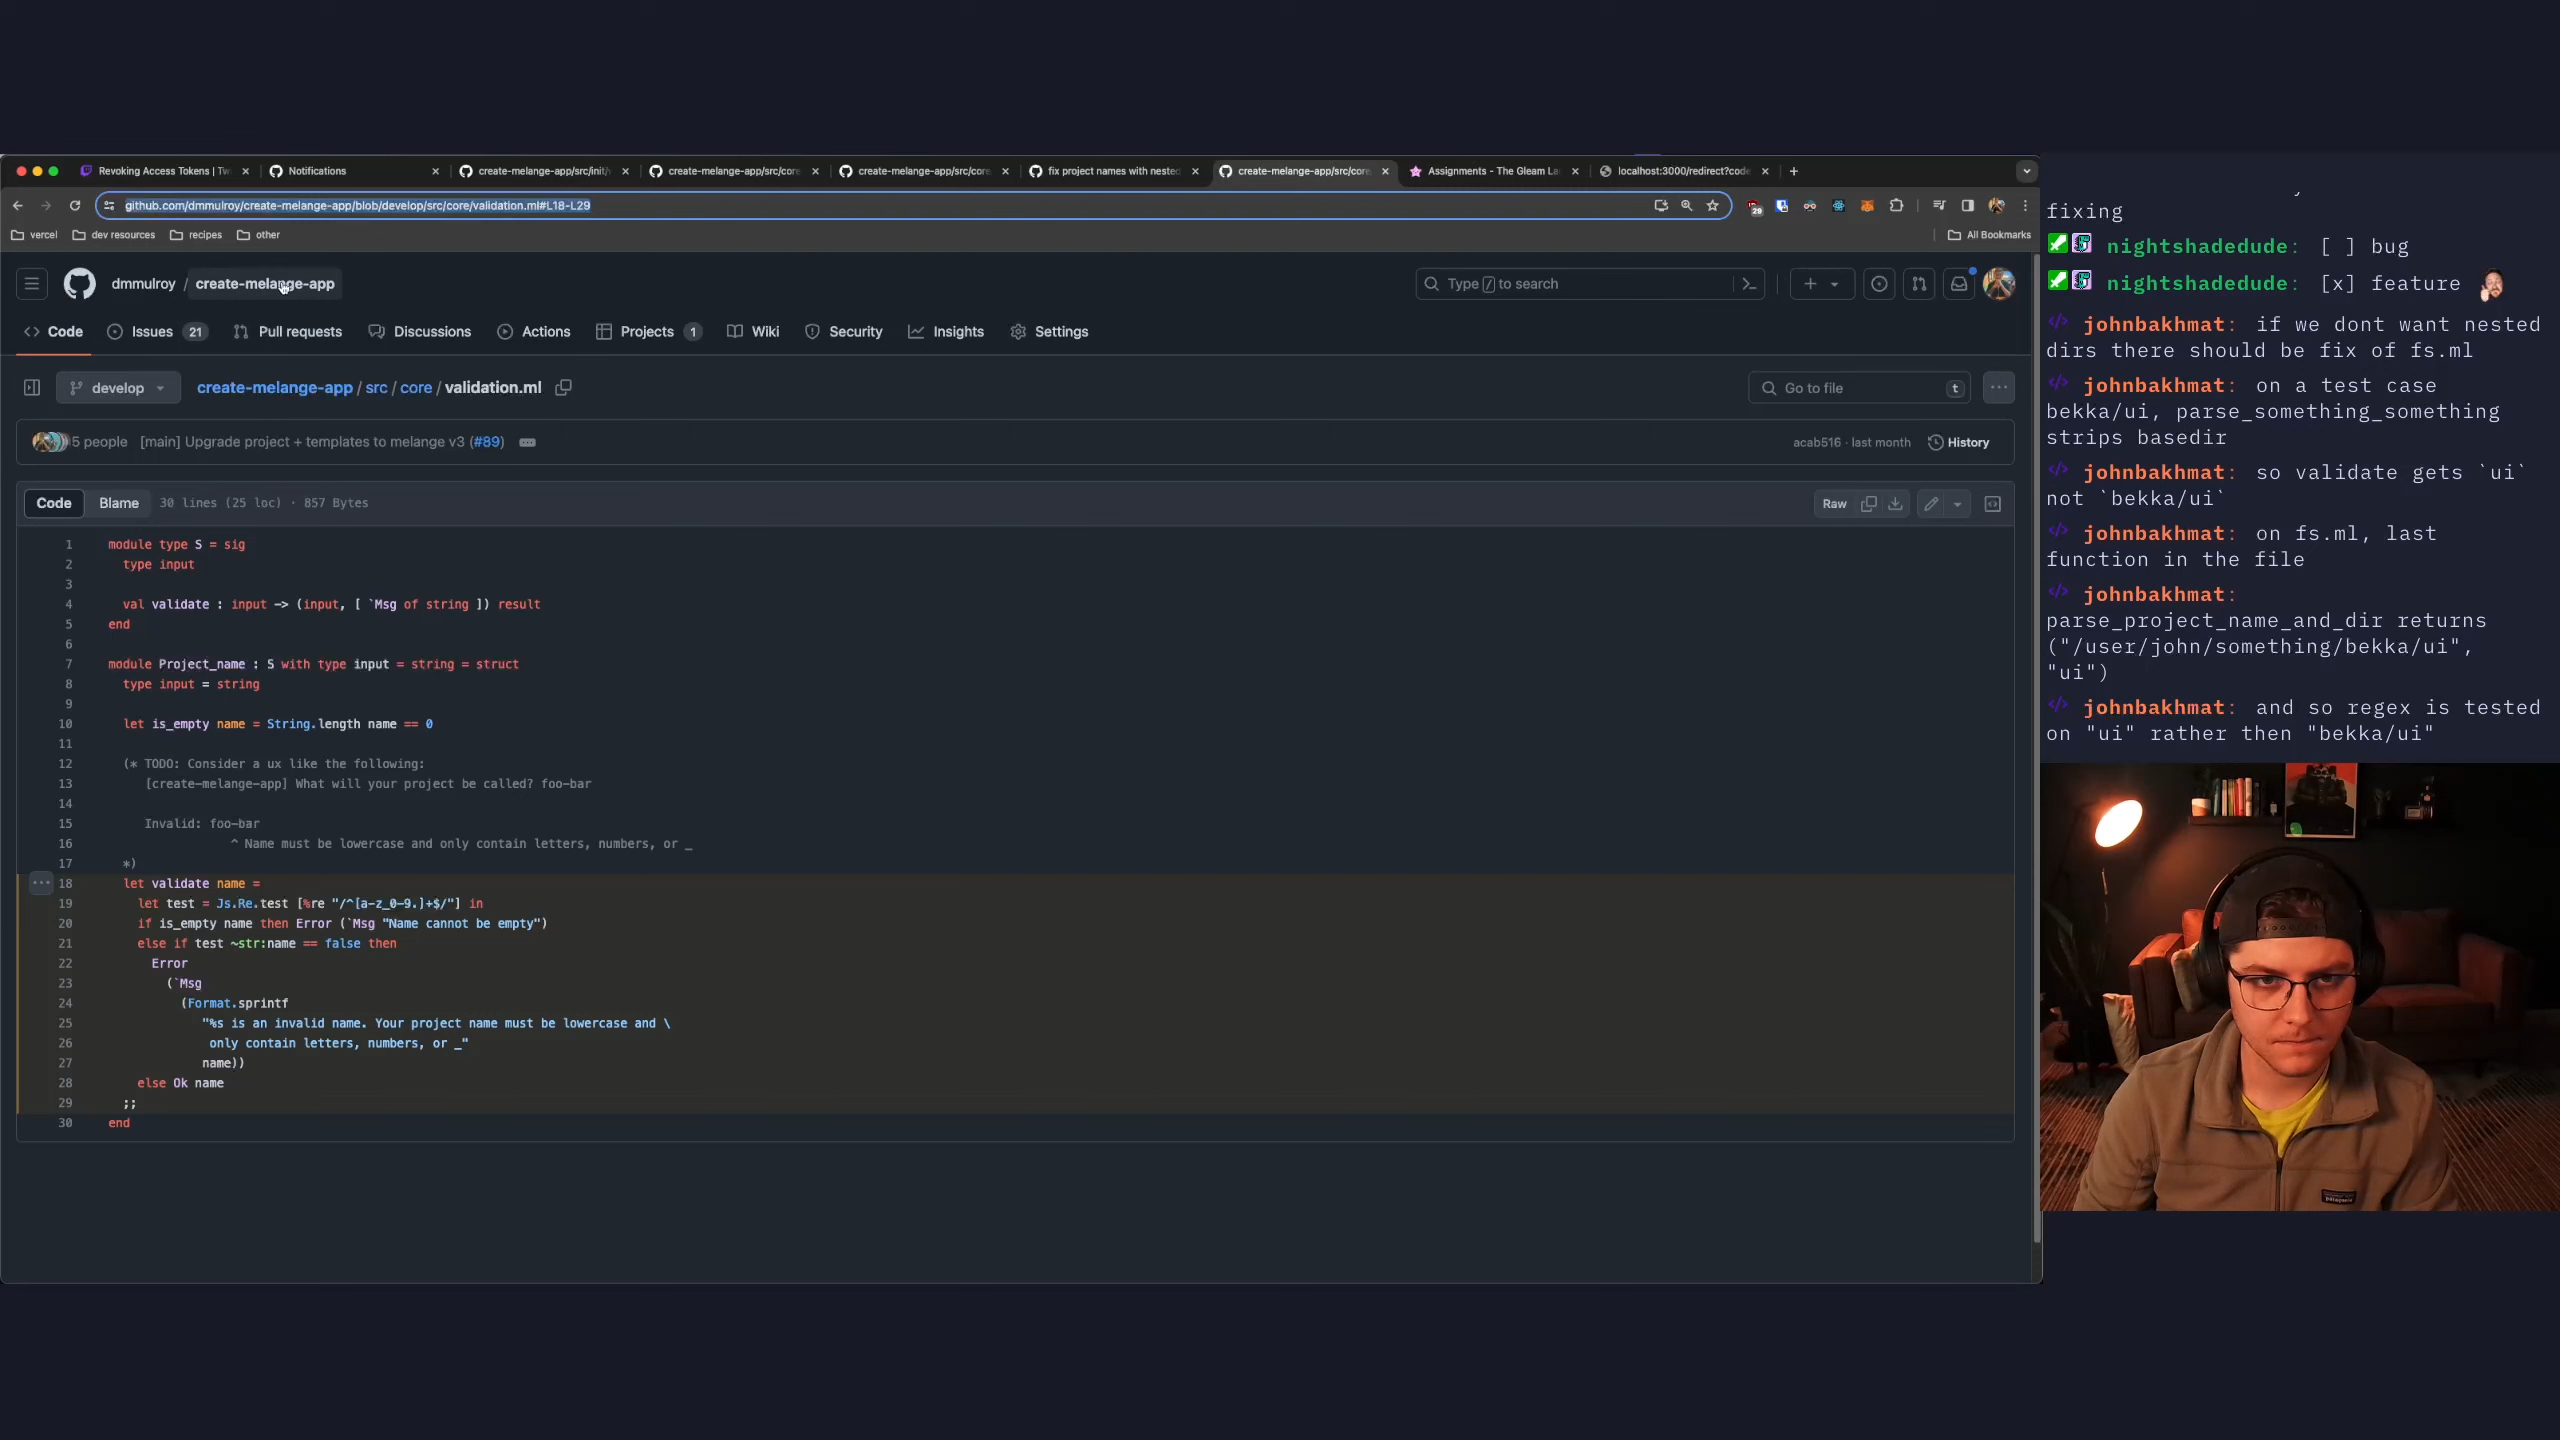 Revoking Access Tokens | Tw
Notifications
create-melange-app/src/init/
create-melange-app/src/core
create-melange-app/src/core
fix project names with nested
create-melange-app/src/core
Assignments - The Gleam La
localhost:3000/redirect?code
github.com/dmmulroy/create-melange-app/blob/develop/src/core/validation.ml#L18-L29
29
vercel
dev resources
recipes
other
All Bookmarks
dmmulroy / create-melange-app
Type / to search
Code
Issues 21
Pull requests
Discussions
Actions
Projects 1
Wiki
Security
Insights
Settings
develop
create-melange-app / src / core / validation.ml
Go to file t
5 people [main] Upgrade project + templates to melange v3 (#89)
acab516 · last month
History
Code Blame 30 lines (25 loc) · 857 Bytes
Raw
1 module type S = sig
2 type input
3
4 val validate : input -> (input, [ `Msg of string ]) result
5 end
6
7 module Project_name : S with type input = string = struct
8 type input = string
9
10 let is_empty name = String.length name == 0
11
12 (* TODO: Consider a ux like the following:
13 [create-melange-app] What will your project be called? foo-bar
14
15 Invalid: foo-bar
16 ^ Name must be lowercase and only contain letters, numbers, or _
17 *)
18 let validate name =
19 let test = Js.Re.test [%re "/^[a-z_0-9.]+$/"] in
20 if is_empty name then Error (`Msg "Name cannot be empty")
21 else if test ~str:name == false then
22 Error
23 (`Msg
24 (Format.sprintf
25 "%s is an invalid name. Your project name must be lowercase and \
26 only contain letters, numbers, or _"
27 name))
28 else Ok name
29 ;;
30 end
fixing
nightshadedude: [ ] bug
nightshadedude: [x] feature
johnbakhmat: if we dont want nested
dirs there should be fix of fs.ml
johnbakhmat: on a test case
bekka/ui, parse_something_something
strips basedir
johnbakhmat: so validate gets `ui`
not `bekka/ui`
johnbakhmat: on fs.ml, last
function in the file
johnbakhmat:
parse_project_name_and_dir returns
("/user/john/something/bekka/ui",
"ui")
johnbakhmat: and so regex is tested
on "ui" rather then "bekka/ui"